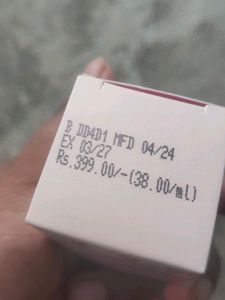 B DD4D1 MFD 04/24
EX 03/27
Rs.399.00/-(38.00/ml)